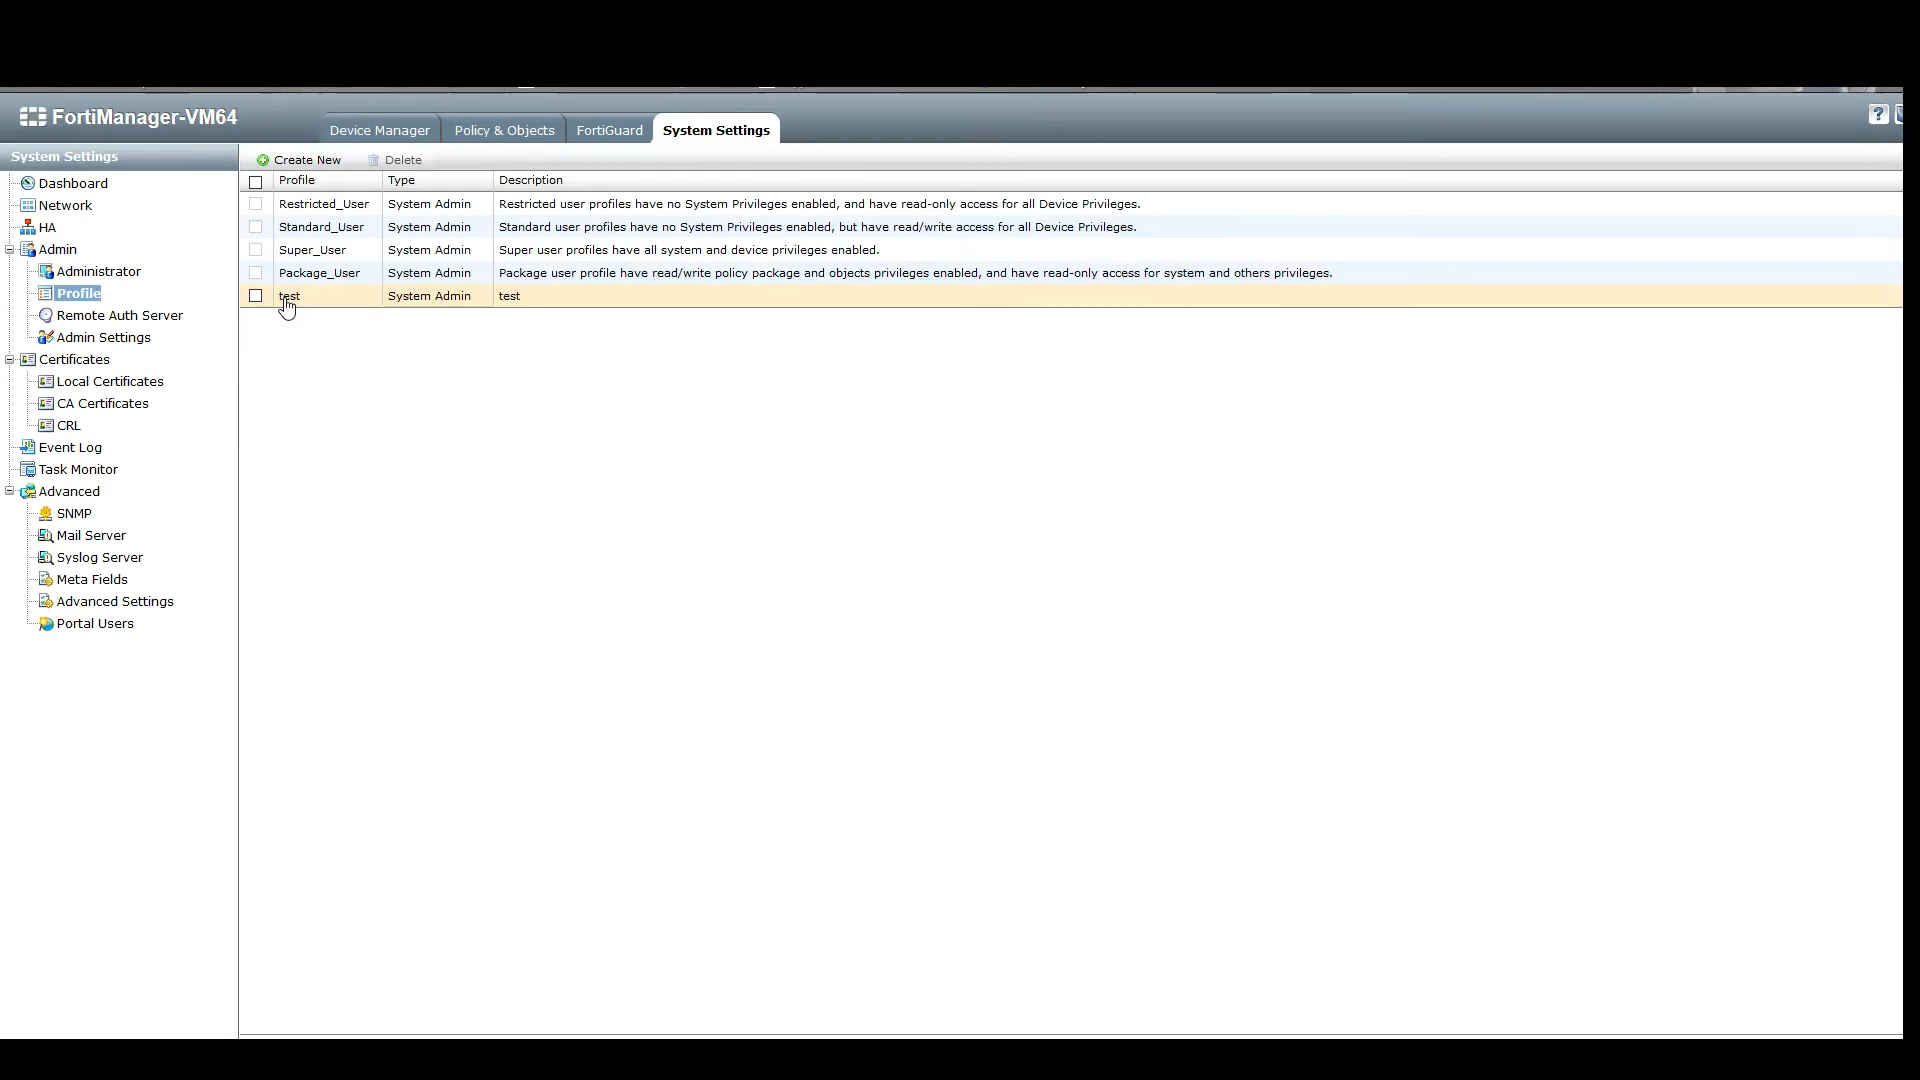 FortiManager-VM64
Device Manager
Policy & Objects
FortiGuard
System Settings
?
System Settings
Dashboard
Network
HA
Admin
Administrator
Profile
Remote Auth Server
Admin Settings
Certificates
Local Certificates
CA Certificates
CRL
Event Log
Task Monitor
Advanced
SNMP
Mail Server
Syslog Server
Meta Fields
Advanced Settings
Portal Users
Create New Delete
Profile Type Description
Restricted_User System Admin Restricted user profiles have no System Privileges enabled, and have read-only access for all Device Privileges.
Standard_User System Admin Standard user profiles have no System Privileges enabled, but have read/write access for all Device Privileges.
Super_User System Admin Super user profiles have all system and device privileges enabled.
Package_User System Admin Package user profile have read/write policy package and objects privileges enabled, and have read-only access for system and others privileges.
test System Admin test